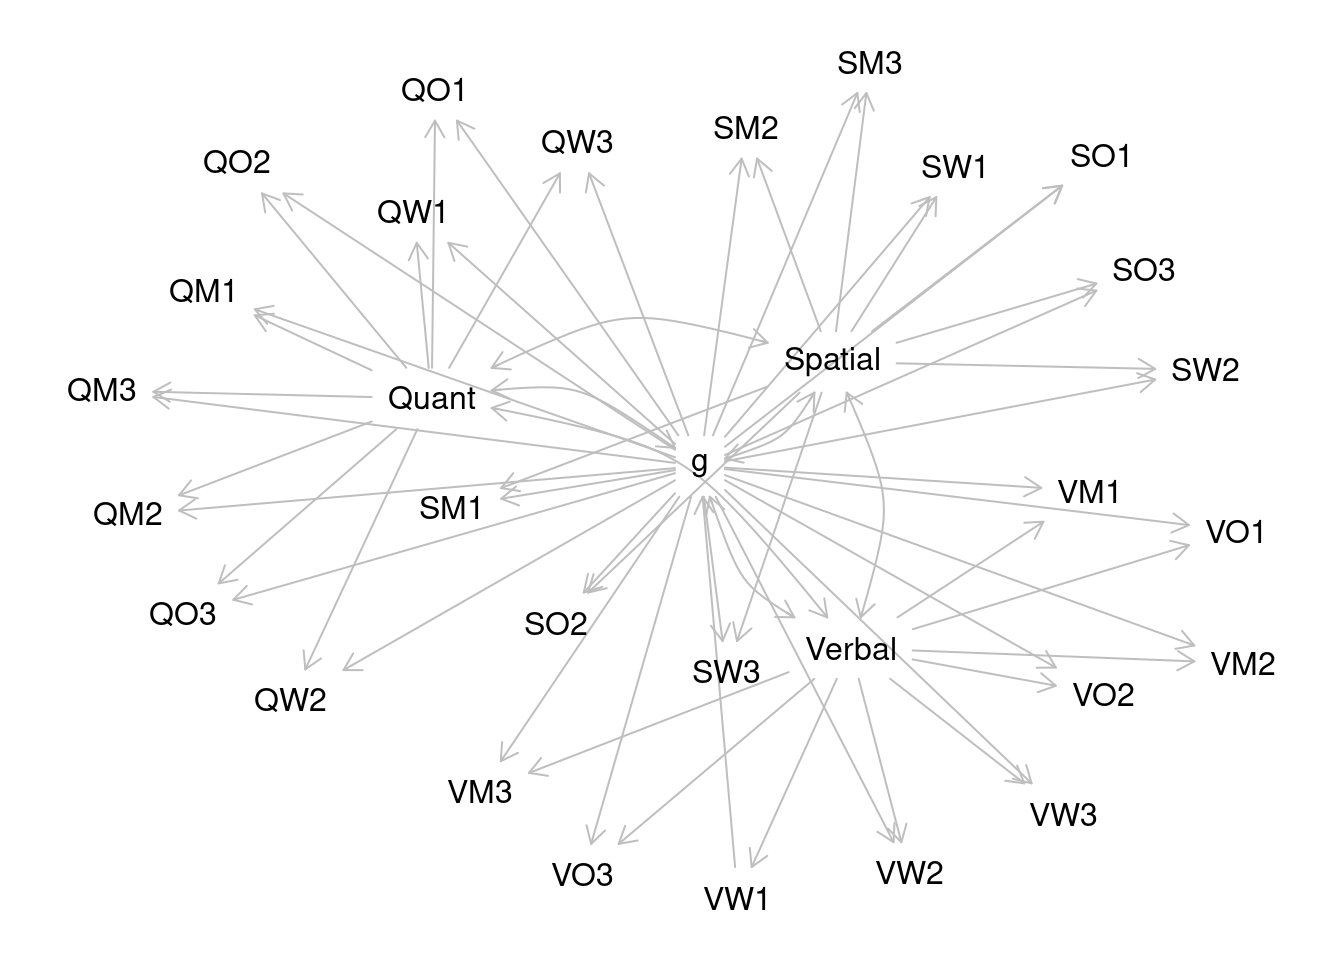 SM3
QO1
SM2
QW3
SO1
QO2
SW1
QW1
SO3
QM1
Spatial
SW2
QM3
Quant
g
VM1
SM1
QM2
VO1
QO3
SO2
Verbal
VM2
SW3
VO2
QW2
VM3
VW3
VW2
VO3
VW1